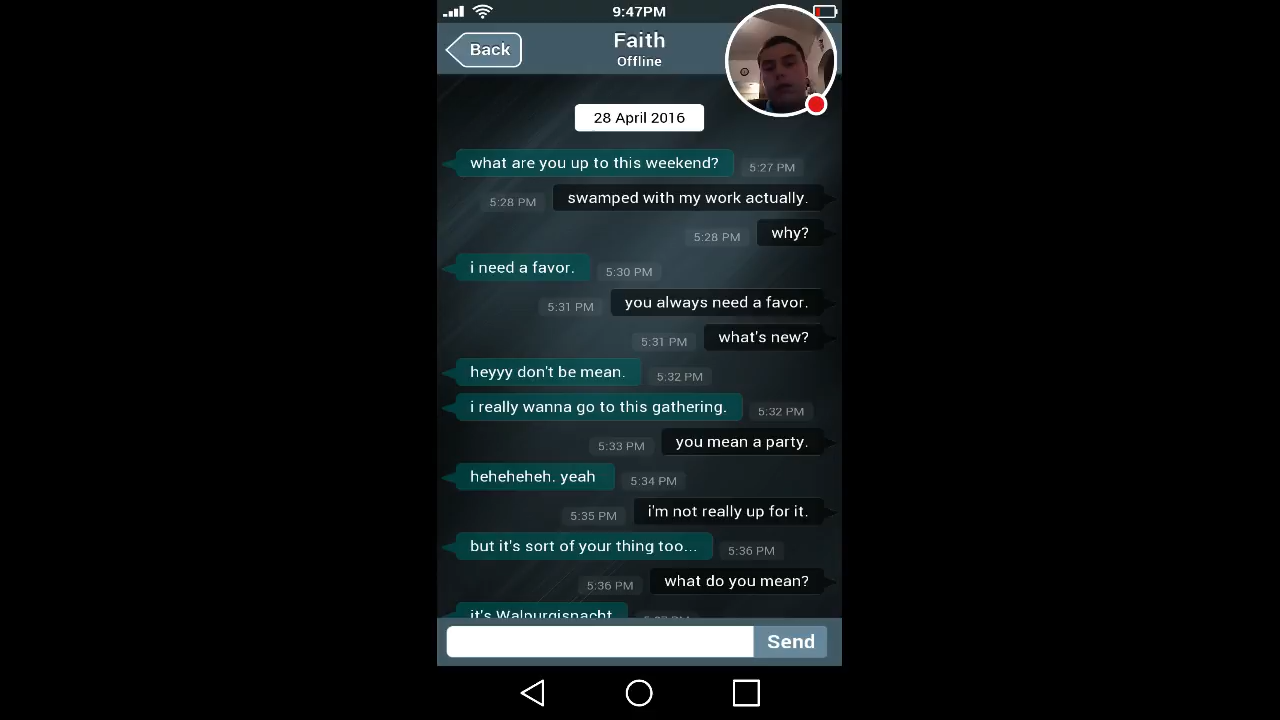 9:47PM
Back
Faith
Offline
28 April 2016
what are you up to this weekend? 5:27 PM
5:28 PM swamped with my work actually.
5:28 PM why?
i need a favor. 5:30 PM
5:31 PM you always need a favor.
5:31 PM what's new?
heyyy don't be mean. 5:32 PM
i really wanna go to this gathering. 5:32 PM
5:33 PM you mean a party.
heheheheh. yeah 5:34 PM
5:35 PM i'm not really up for it.
but it's sort of your thing too... 5:36 PM
5:36 PM what do you mean?
it's Walpurgisnacht
Send